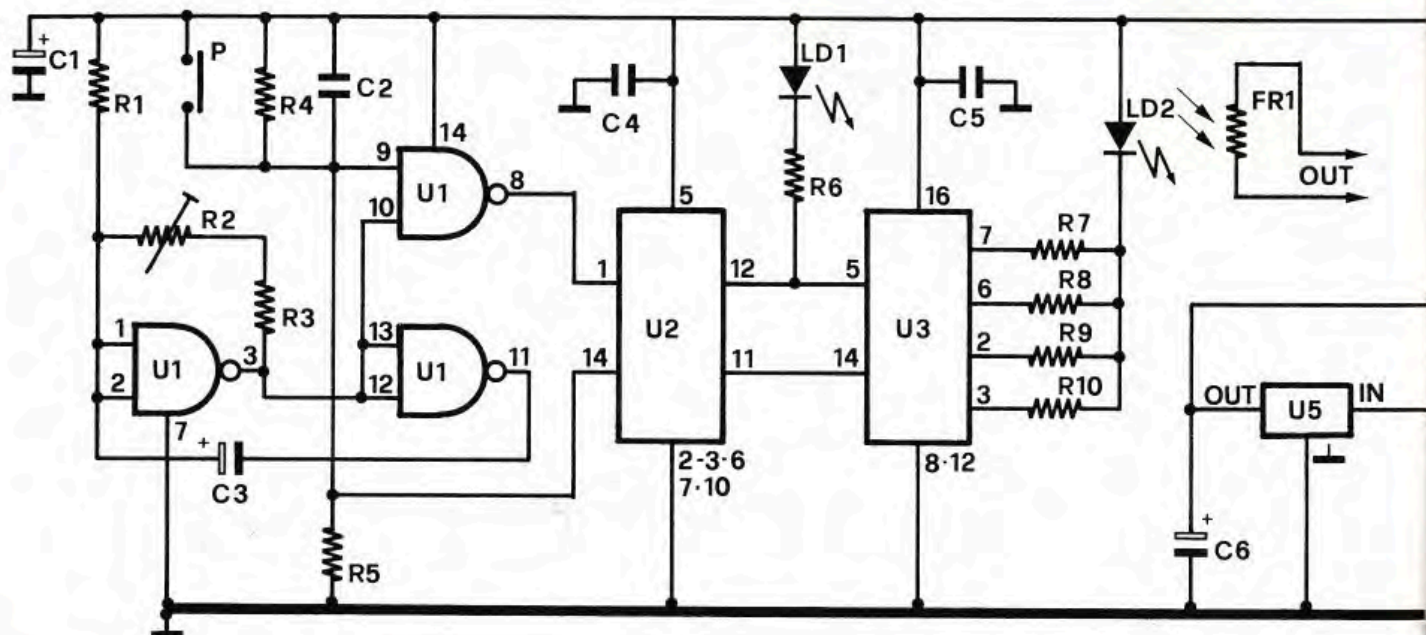 +
C1
R1
P
R4
C2
14
9
10
U1
8
R2
R3
1
2
U1
3
7
13
12
U1
11
+
C3
R5
C4
5
1
14
U2
12
11
2-3·6
7·10
LD1
R6
C5
16
5
14
U3
7
6
2
3
8·12
R7
R8
R9
R10
LD2
FR1
OUT
OUT
U5
IN
+
C6